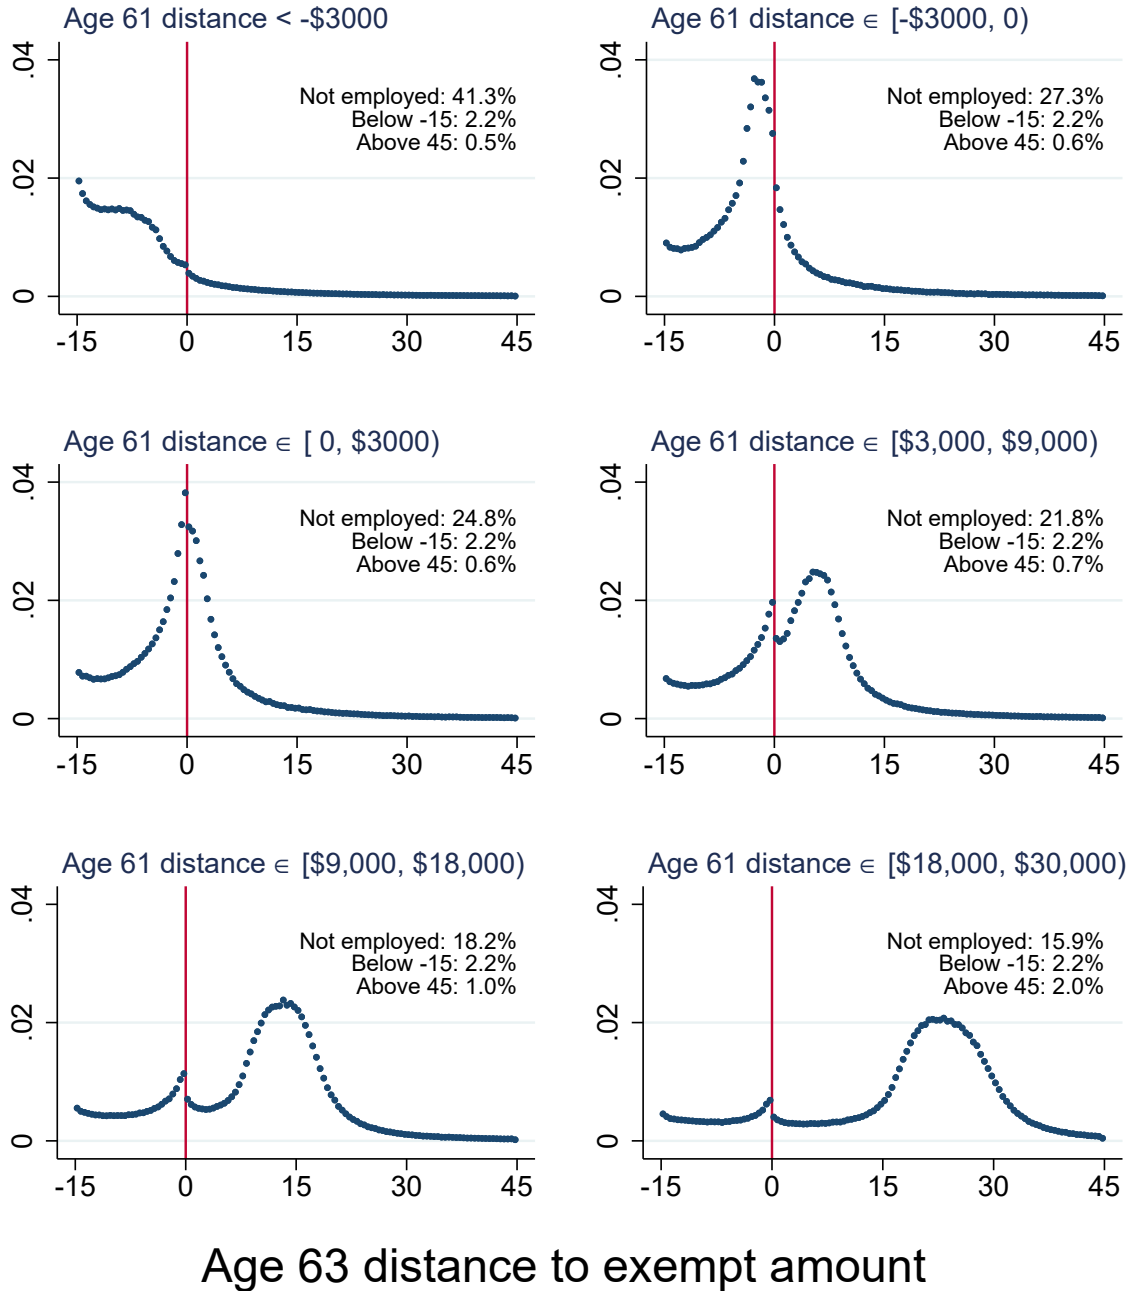 Age 61 distance < -$3000
.04
.02
0
Not employed: 41.3%
Below -15: 2.2%
Above 45: 0.5%
-15 0 15 30 45
Age 61 distance ∈ [-$3000, 0)
.04
.02
0
Not employed: 27.3%
Below -15: 2.2%
Above 45: 0.6%
-15 0 15 30 45
Age 61 distance ∈ [ 0, $3000)
.04
.02
0
Not employed: 24.8%
Below -15: 2.2%
Above 45: 0.6%
-15 0 15 30 45
Age 61 distance ∈ [$3,000, $9,000)
.04
.02
0
Not employed: 21.8%
Below -15: 2.2%
Above 45: 0.7%
-15 0 15 30 45
Age 61 distance ∈ [$9,000, $18,000)
.04
.02
0
Not employed: 18.2%
Below -15: 2.2%
Above 45: 1.0%
-15 0 15 30 45
Age 61 distance ∈ [$18,000, $30,000)
.04
.02
0
Not employed: 15.9%
Below -15: 2.2%
Above 45: 2.0%
-15 0 15 30 45
Age 63 distance to exempt amount